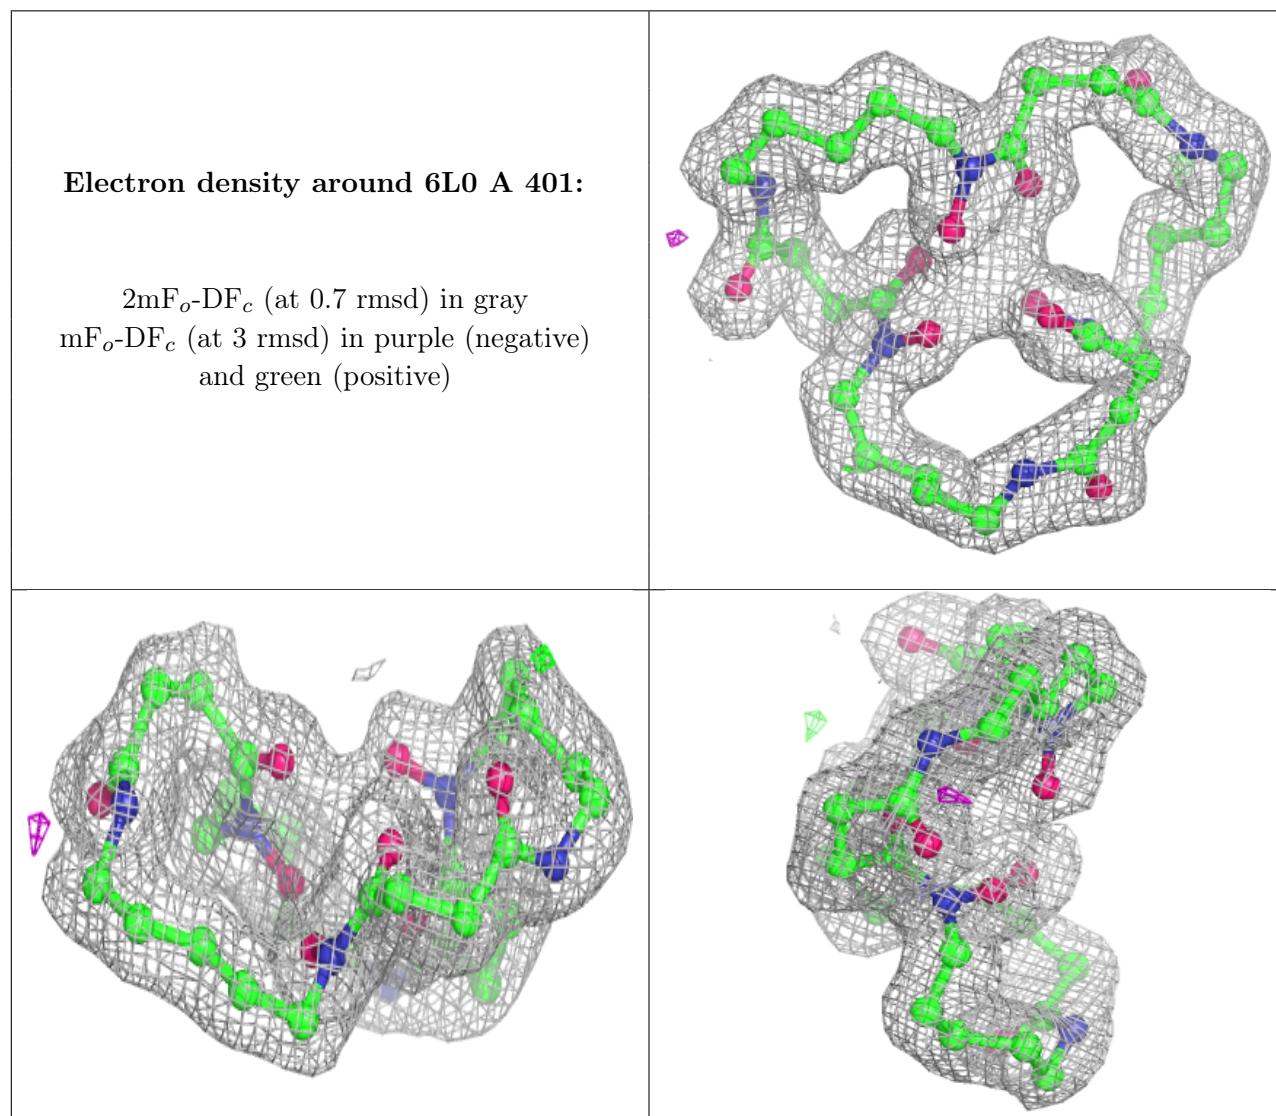 Electron density around 6L0 A 401:
2mF$_o$-DF$_c$ (at 0.7 rmsd) in gray
mF$_o$-DF$_c$ (at 3 rmsd) in purple (negative)
and green (positive)